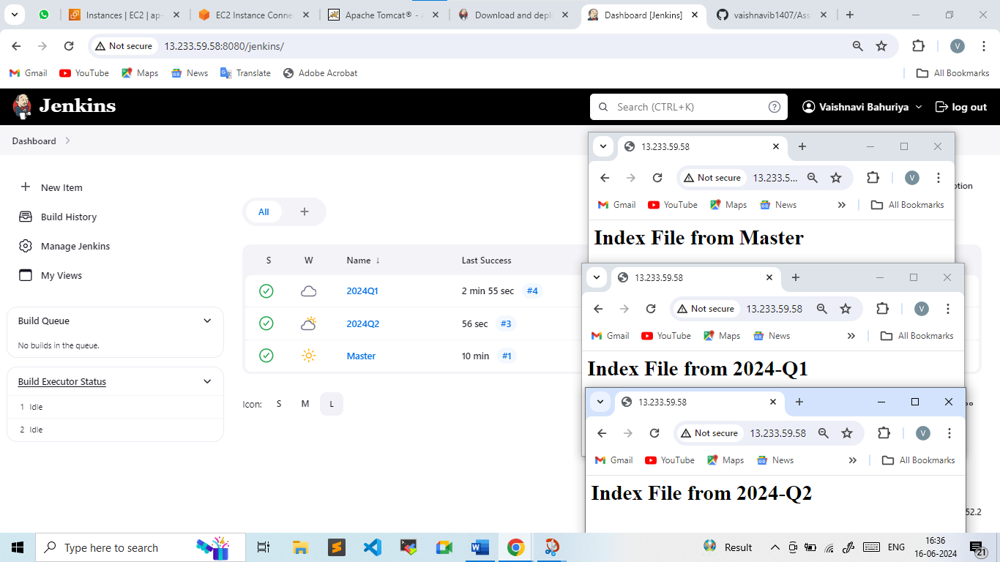 Instances | EC2 | ap-
EC2 Instance Conne
Apache Tomcat® - A
Download and depl
Dashboard [Jenkins]
vaishnavib1407/Ass
Not secure
13.233.59.58:8080/jenkins/
V
Gmail
YouTube
Maps
News
Translate
Adobe Acrobat
All Bookmarks
Jenkins
Search (CTRL+K)
Vaishnavi Bahuriya
log out
Dashboard
New Item
Build History
Manage Jenkins
My Views
Build Queue
No builds in the queue.
Build Executor Status
1 Idle
2 Idle
All
S W Name ↓ Last Success
2024Q1 2 min 55 sec #4
2024Q2 56 sec #3
Master 10 min #1
Icon: S M L
ption
13.233.59.58
Not secure 13.233.5... V
Gmail YouTube Maps News » All Bookmarks
Index File from Master
13.233.59.58
Not secure 13.233.59.58 V
Gmail YouTube Maps News » All Bookmarks
Index File from 2024-Q1
13.233.59.58
Not secure 13.233.59.58 V
Gmail YouTube Maps News » All Bookmarks
Index File from 2024-Q2
52.2
Type here to search
Result
ENG
16:36
16-06-2024
21